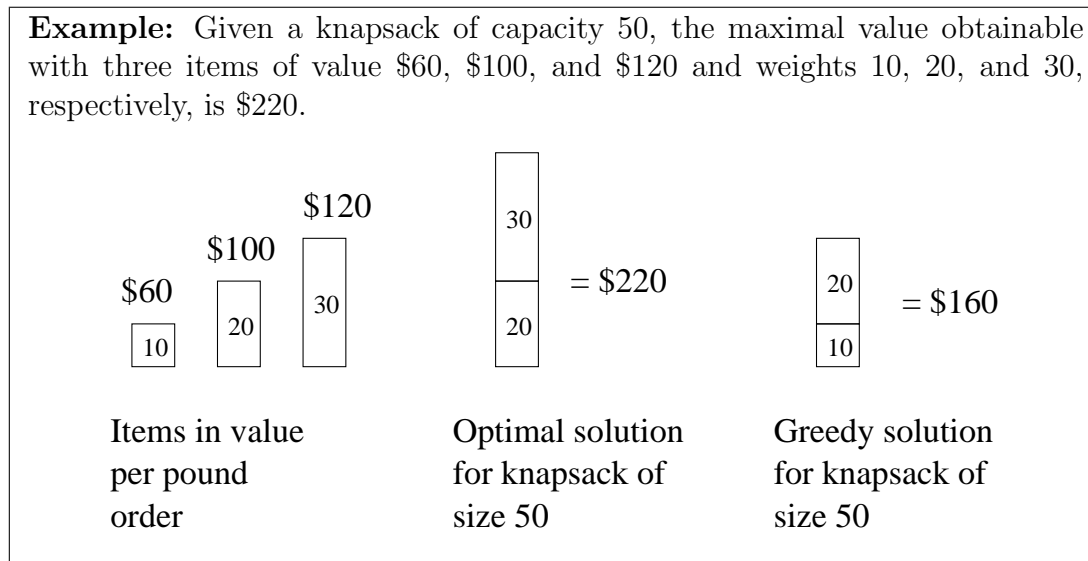 Example: Given a knapsack of capacity 50, the maximal value obtainable
with three items of value $60, $100, and $120 and weights 10, 20, and 30,
respectively, is $220.
$60
10
$100
20
$120
30
Items in value
per pound
order
30
20
= $220
Optimal solution
for knapsack of
size 50
20
10
= $160
Greedy solution
for knapsack of
size 50